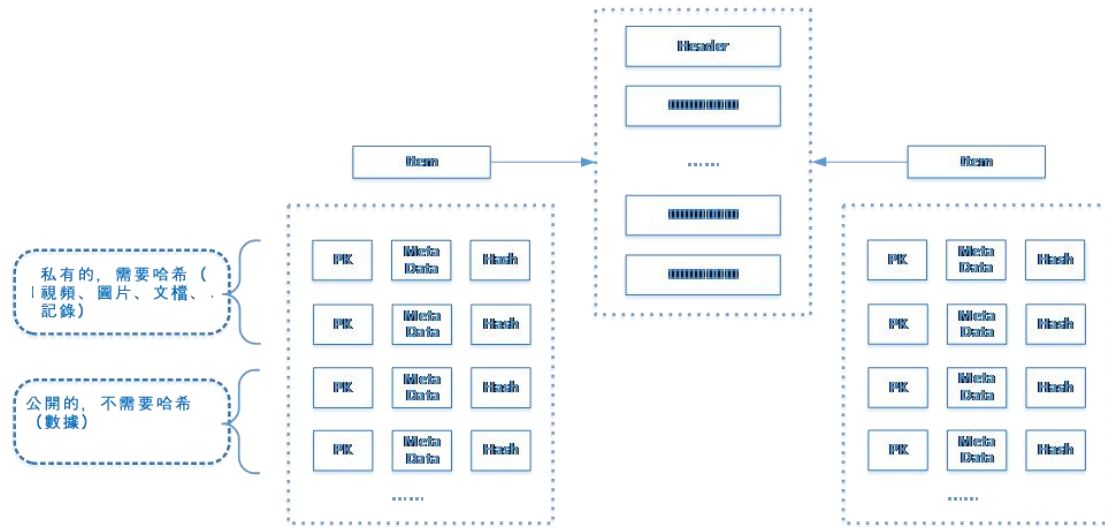 Header
......
Item
Item
PK
Meta
Data
Hash
PK
Meta
Data
Hash
PK
Meta
Data
Hash
PK
Meta
Data
Hash
......
PK
Meta
Data
Hash
PK
Meta
Data
Hash
PK
Meta
Data
Hash
PK
Meta
Data
Hash
......
私有的，需要哈希（
視頻、圖片、文檔、
記錄）
公開的，不需要哈希
（數據）